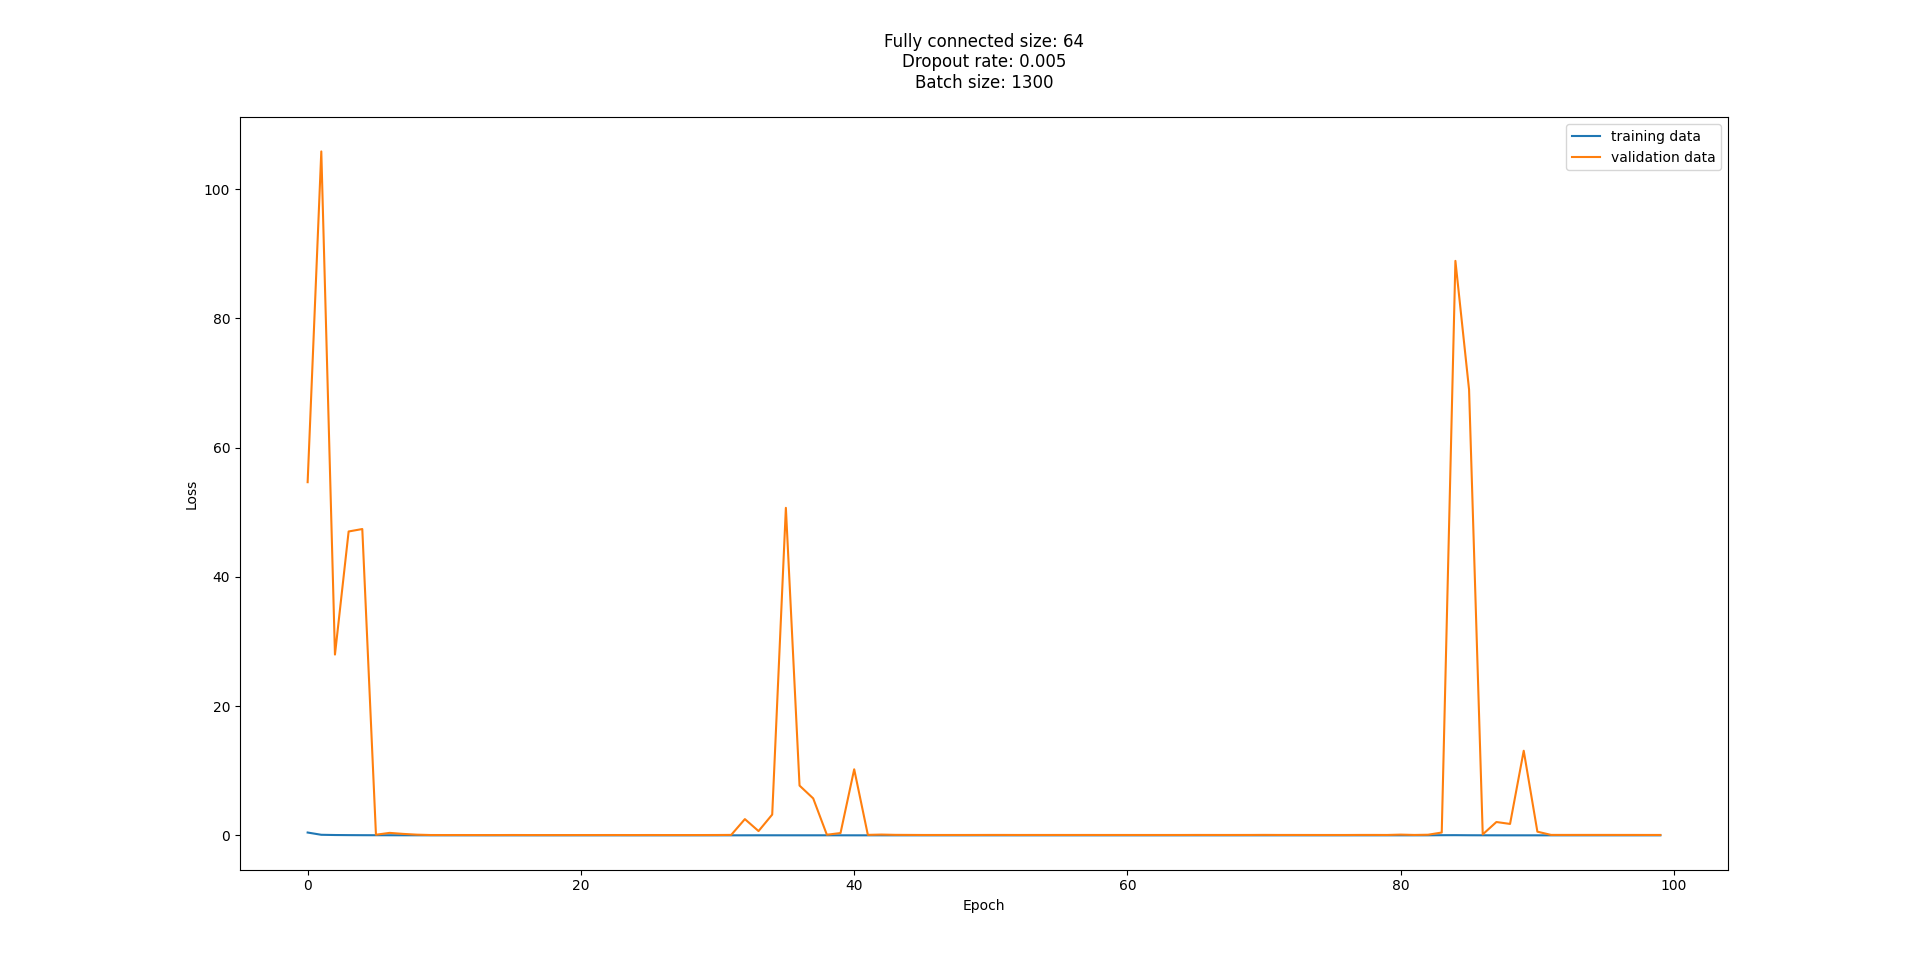 Fully connected size: 64
Dropout rate: 0.005
Batch size: 1300
training data
validation data
100
80
60
40
20
0
Loss
0 20 40 60 80 100
Epoch